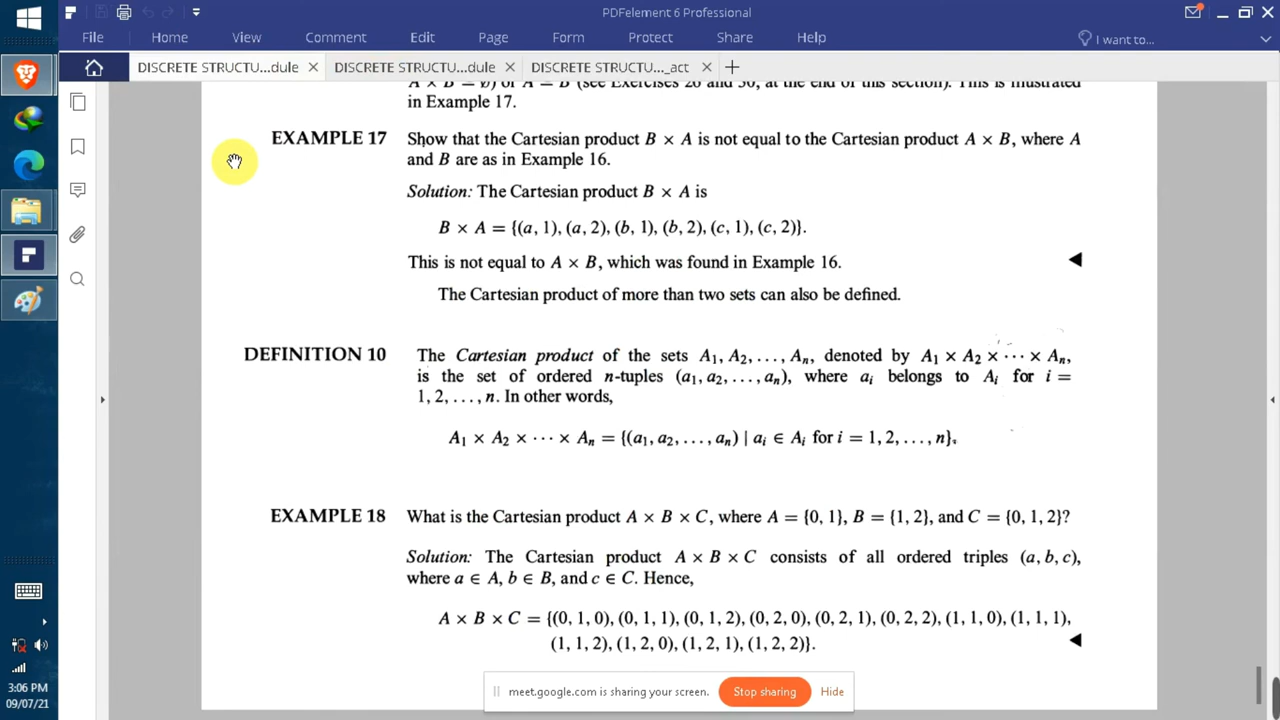 PDFelement 6 Professional
File Home View Comment Edit Page Form Protect Share Help I want to...
DISCRETE STRUCTU...dule × DISCRETE STRUCTU...dule × DISCRETE STRUCTU..._act × +
in Example 17.
EXAMPLE 17 Show that the Cartesian product B × A is not equal to the Cartesian product A × B, where A
and B are as in Example 16.
Solution: The Cartesian product B × A is
B × A = {(a, 1), (a, 2), (b, 1), (b, 2), (c, 1), (c, 2)}.
This is not equal to A × B, which was found in Example 16.
The Cartesian product of more than two sets can also be defined.
DEFINITION 10 The Cartesian product of the sets A1, A2, . . . , An, denoted by A1 × A2 × ··· × An,
is the set of ordered n-tuples (a1, a2, . . . , an), where ai belongs to Ai for i =
1, 2, . . . , n. In other words,
A1 × A2 × ··· × An = {(a1, a2, . . . , an) | ai ∈ Ai for i = 1, 2, . . . , n}.
EXAMPLE 18 What is the Cartesian product A × B × C, where A = {0, 1}, B = {1, 2}, and C = {0, 1, 2}?
Solution: The Cartesian product A × B × C consists of all ordered triples (a, b, c),
where a ∈ A, b ∈ B, and c ∈ C. Hence,
A × B × C = {(0, 1, 0), (0, 1, 1), (0, 1, 2), (0, 2, 0), (0, 2, 1), (0, 2, 2), (1, 1, 0), (1, 1, 1),
(1, 1, 2), (1, 2, 0), (1, 2, 1), (1, 2, 2)}.
meet.google.com is sharing your screen. Stop sharing Hide
3:06 PM
09/07/21